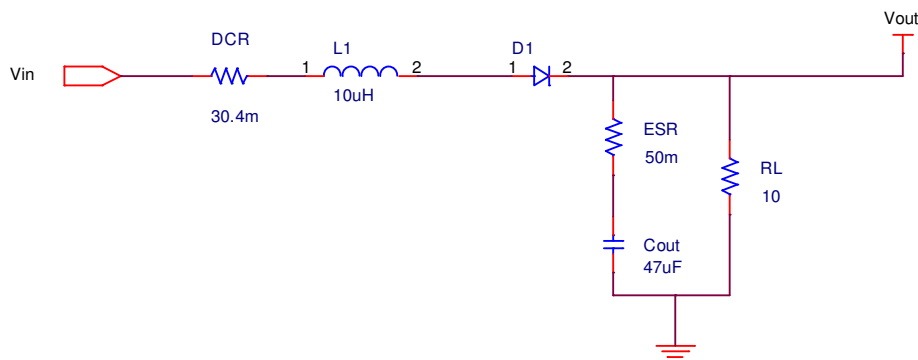 Vout
DCR
L1
D1
Vin
1
2
1
2
30.4m
10uH
ESR
50m
RL
10
Cout
47uF